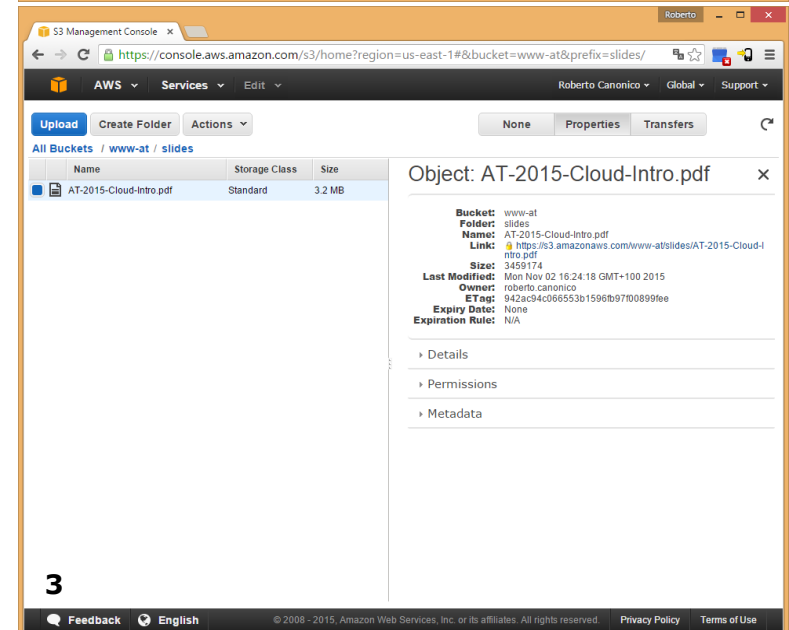 Roberto
S3 Management Console
https://console.aws.amazon.com/s3/home?region=us-east-1#&bucket=www-at&prefix=slides/
AWS Services Edit Roberto Canonico Global Support
Upload Create Folder Actions None Properties Transfers
All Buckets / www-at / slides
Name Storage Class Size
AT-2015-Cloud-Intro.pdf Standard 3.2 MB
Object: AT-2015-Cloud-Intro.pdf
Bucket: www-at
Folder: slides
Name: AT-2015-Cloud-Intro.pdf
Link: https://s3.amazonaws.com/www-at/slides/AT-2015-Cloud-I
ntro.pdf
Size: 3459174
Last Modified: Mon Nov 02 16:24:18 GMT+100 2015
Owner: roberto.canonico
ETag: 942ac94c066553b1596fb97f00899fee
Expiry Date: None
Expiration Rule: N/A
Details
Permissions
Metadata
3
Feedback English © 2008 - 2015, Amazon Web Services, Inc. or its affiliates. All rights reserved. Privacy Policy Terms of Use